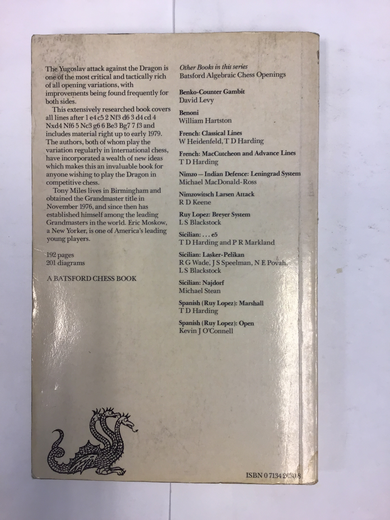 The Yugoslav attack against the Dragon is
one of the most critical and tactically rich
of all opening variations, with
improvements being found frequently for
both sides.
This extensively researched book covers
all lines after 1 e4 c5 2 Nf3 d6 3 d4 cd 4
Nxd4 Nf6 5 Nc3 g6 6 Be3 Bg7 7 f3 and
includes material right up to early 1979.
The authors, both of whom play the
variation regularly in international chess,
have incorporated a wealth of new ideas
which makes this an invaluable book for
anyone wishing to play the Dragon in
competitive chess.
Tony Miles lives in Birmingham and
obtained the Grandmaster title in
November 1976, and since then has
established himself among the leading
Grandmasters in the world. Eric Moskow,
a New Yorker, is one of America's leading
young players.
192 pages
201 diagrams
A BATSFORD CHESS BOOK
Other Books in this series
Batsford Algebraic Chess Openings
Benko-Counter Gambit
David Levy
Benoni
William Hartston
French: Classical Lines
W Heidenfeld, T D Harding
French: MacCutcheon and Advance Lines
T D Harding
Nimzo – Indian Defence: Leningrad System
Michael MacDonald-Ross
Nimzowitsch Larsen Attack
R D Keene
Ruy Lopez: Breyer System
L S Blackstock
Sicilian: ... e5
T D Harding and P R Markland
Sicilian: Lasker-Pelikan
R G Wade, J S Speelman, N E Povah,
L S Blackstock
Sicilian: Najdorf
Michael Stean
Spanish (Ruy Lopez): Marshall
T D Harding
Spanish (Ruy Lopez): Open
Kevin J O'Connell
ISBN 0 7134